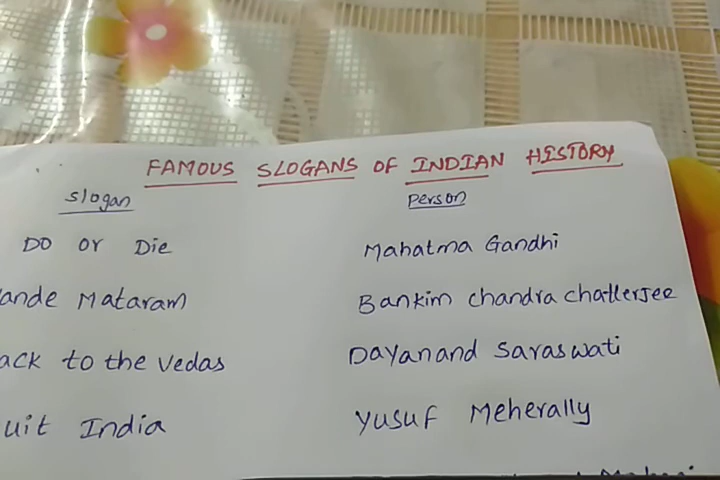 FAMOUS SLOGANS OF INDIAN HISTORY
Slogan Person
DO or Die Mahatma Gandhi
ande Mataram Bankim Chandra Chatterjee
ack to the vedas Dayanand Saraswati
uit India Yusuf Meherally